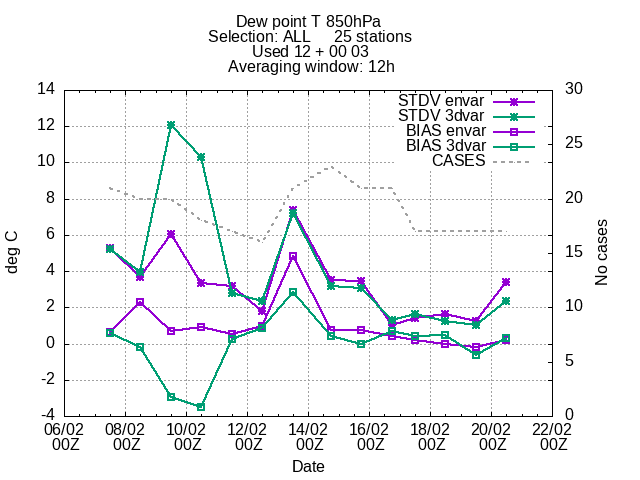 Dew point T 850hPa
Selection: ALL 25 stations
Used 12 + 00 03
Averaging window: 12h
14
12
10
8
6
4
2
0
-2
-4
deg C
30
25
20
15
10
5
0
No cases
STDV envar
STDV 3dvar
BIAS envar
BIAS 3dvar
CASES
06/02 08/02 10/02 12/02 14/02 16/02 18/02 20/02 22/02
00Z 00Z 00Z 00Z 00Z 00Z 00Z 00Z 00Z
Date